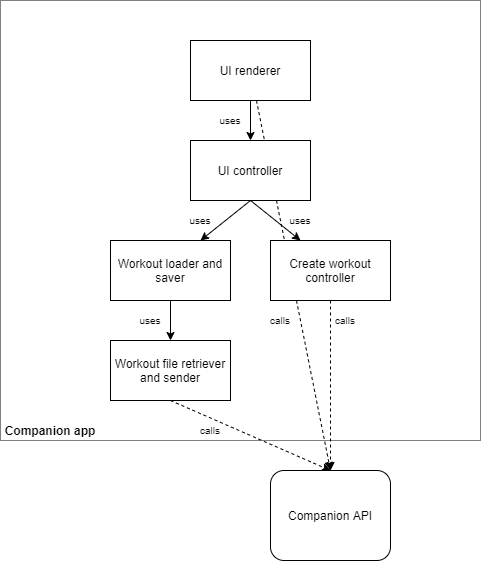 UI renderer
uses
UI controller
uses
uses
Workout loader and
saver
Create workout
controller
uses
calls
calls
Workout file retriever
and sender
calls
Companion app
Companion API